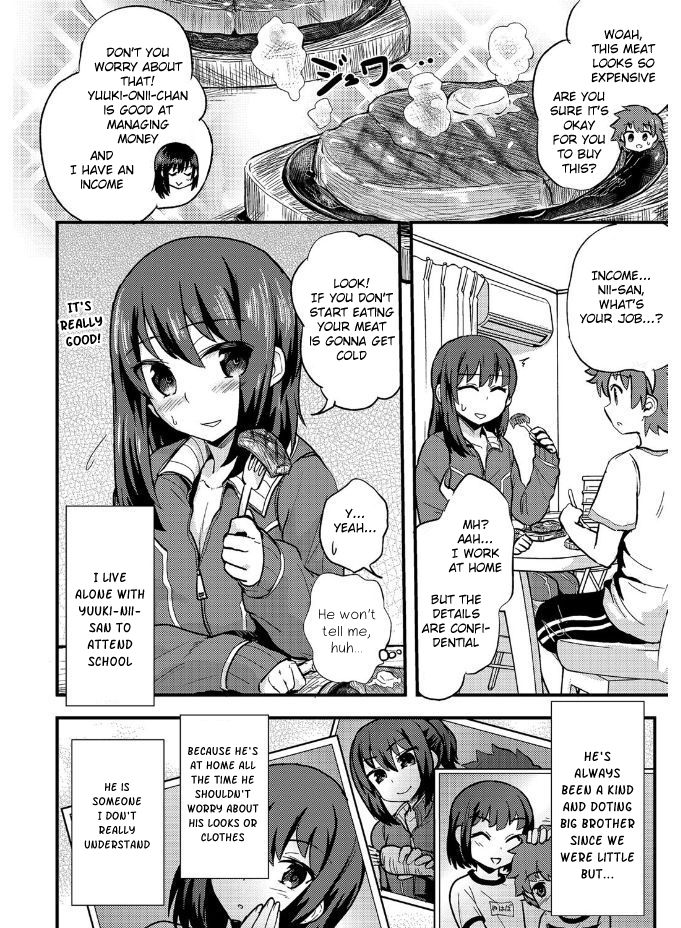 WOAH,
THIS MEAT
LOOKS SO
EXPENSIVE
ARE YOU
SURE IT'S
OKAY
FOR YOU
TO BUY
THIS?
ジュワ〜…
DON'T YOU
WORRY ABOUT
THAT!
YUUKI-ONII-CHAN
IS GOOD AT
MANAGING
MONEY
AND
I HAVE AN
INCOME
INCOME...
NII-SAN,
WHAT'S
YOUR JOB...?
MH?
AAH...
I WORK
AT HOME
BUT THE
DETAILS
ARE CONFI-
DENTIAL
LOOK!
IF YOU DON'T
START EATING
YOUR MEAT
IS GONNA GET
COLD
IT'S
REALLY
GOOD!
Y...
YEAH...
He won't
tell me,
huh...
I LIVE
ALONE WITH
YUUKI-NII-
SAN TO
ATTEND
SCHOOL
HE'S
ALWAYS
BEEN A KIND
AND DOTING
BIG BROTHER
SINCE WE
WERE LITTLE
BUT...
BECAUSE HE'S
AT HOME ALL
THE TIME HE
SHOULDN'T
WORRY ABOUT
HIS LOOKS OR
CLOTHES
HE IS
SOMEONE
I DON'T
REALLY
UNDERSTAND